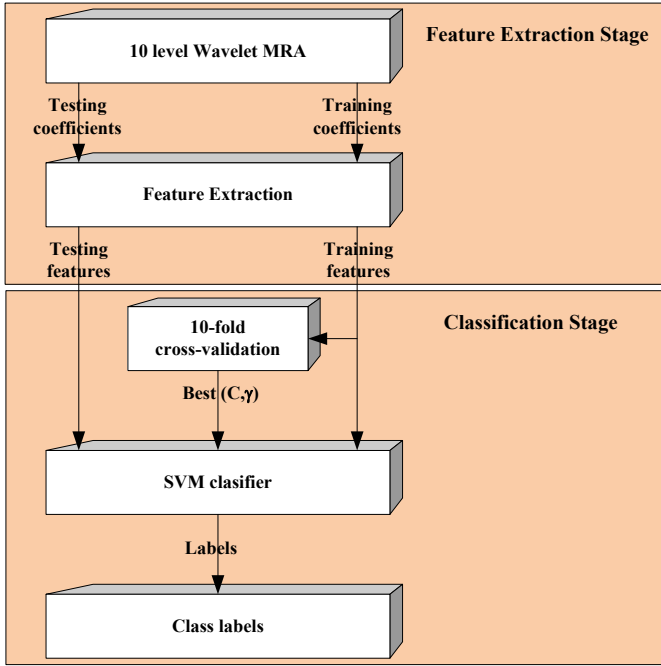 10 level Wavelet MRA
Feature Extraction Stage
Testing
coefficients
Training
coefficients
Feature Extraction
Testing
features
Training
features
Classification Stage
10-fold
cross-validation
Best (C,γ)
SVM clasifier
Labels
Class labels